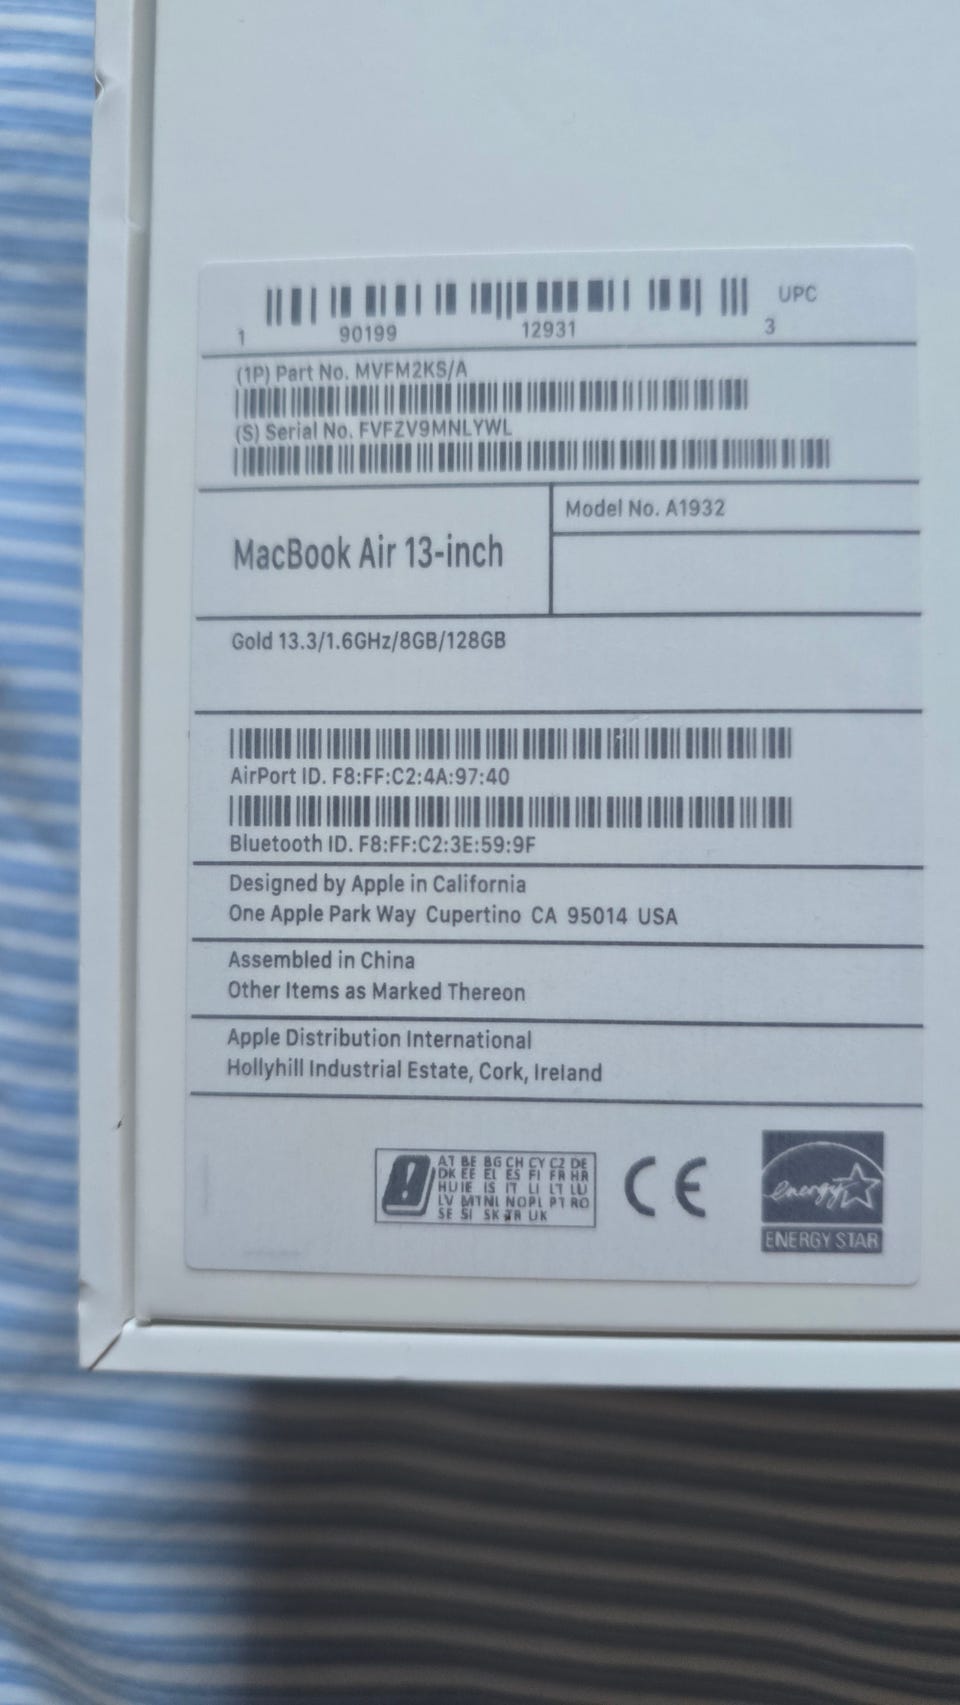 UPC
1 90199 12931 3
(1P) Part No. MVFM2KS/A
(S) Serial No. FVFZV9MNLYWL
MacBook Air 13-inch
Model No. A1932
Gold 13.3/1.6GHz/8GB/128GB
AirPort ID. F8:FF:C2:4A:97:40
Bluetooth ID. F8:FF:C2:3E:59:9F
Designed by Apple in California
One Apple Park Way Cupertino CA 95014 USA
Assembled in China
Other Items as Marked Thereon
Apple Distribution International
Hollyhill Industrial Estate, Cork, Ireland
AT BE BG CH CY CZ DE
DK EE EL ES FI FR HR
HU IE IS IT LI LT LU
LV MT NL NO PL PT RO
SE SI SK TR UK
CE
energy
ENERGY STAR